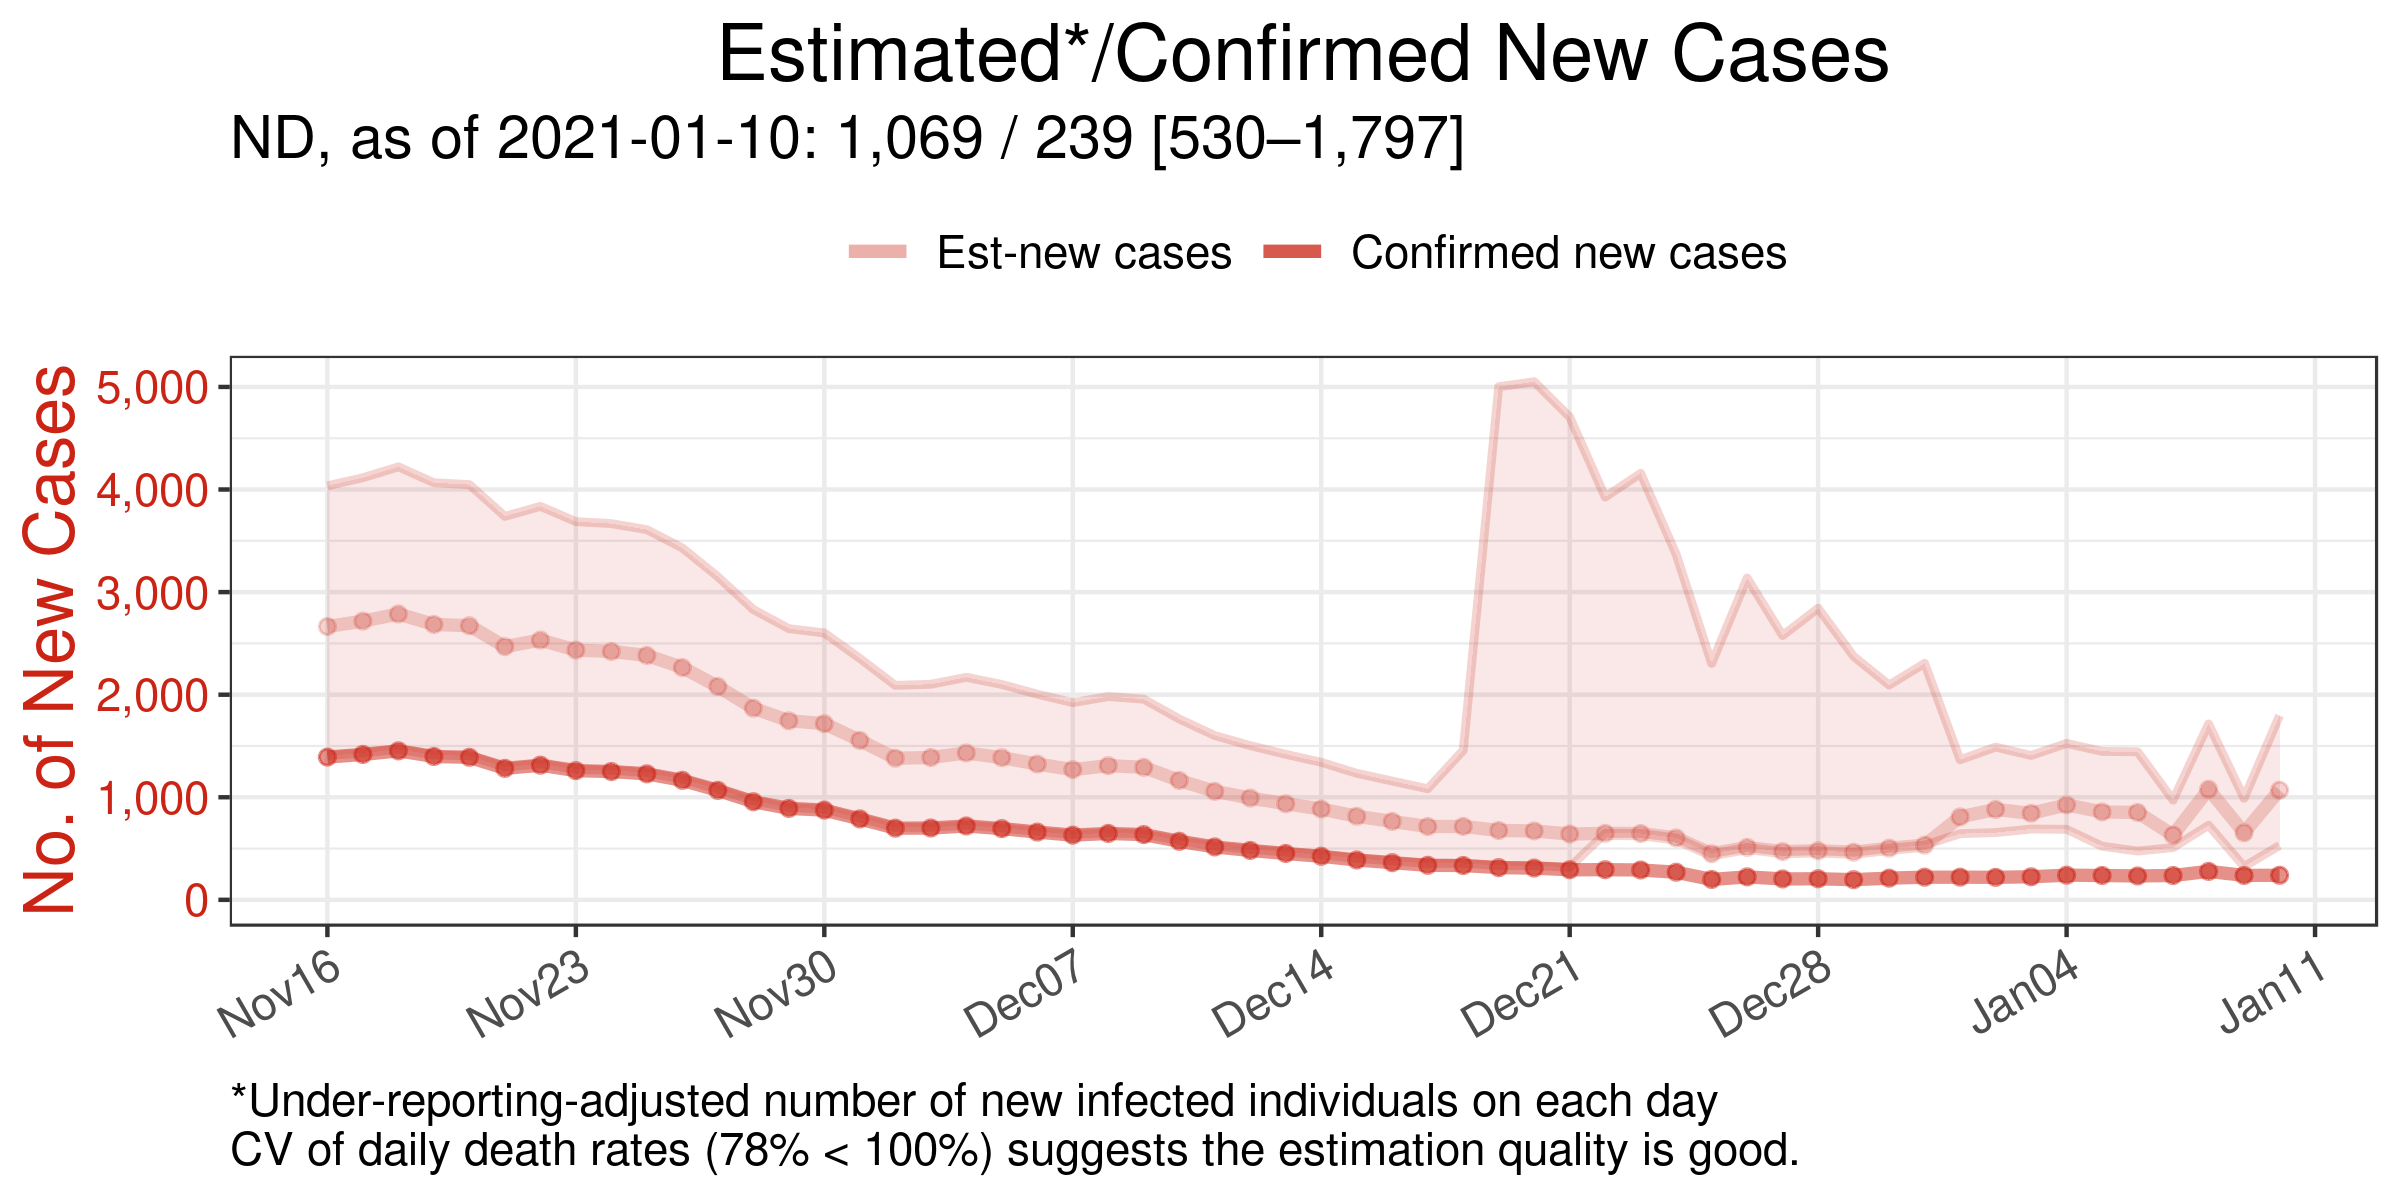 Estimated*/Confirmed New Cases
ND, as of 2021-01-10: 1,069 / 239 [530–1,797]
Est-new cases
Confirmed new cases
No. of New Cases
5,000
4,000
3,000
2,000
1,000
0
Nov16
Nov23
Nov30
Dec07
Dec14
Dec21
Dec28
Jan04
Jan11
*Under-reporting-adjusted number of new infected individuals on each day
CV of daily death rates (78% < 100%) suggests the estimation quality is good.